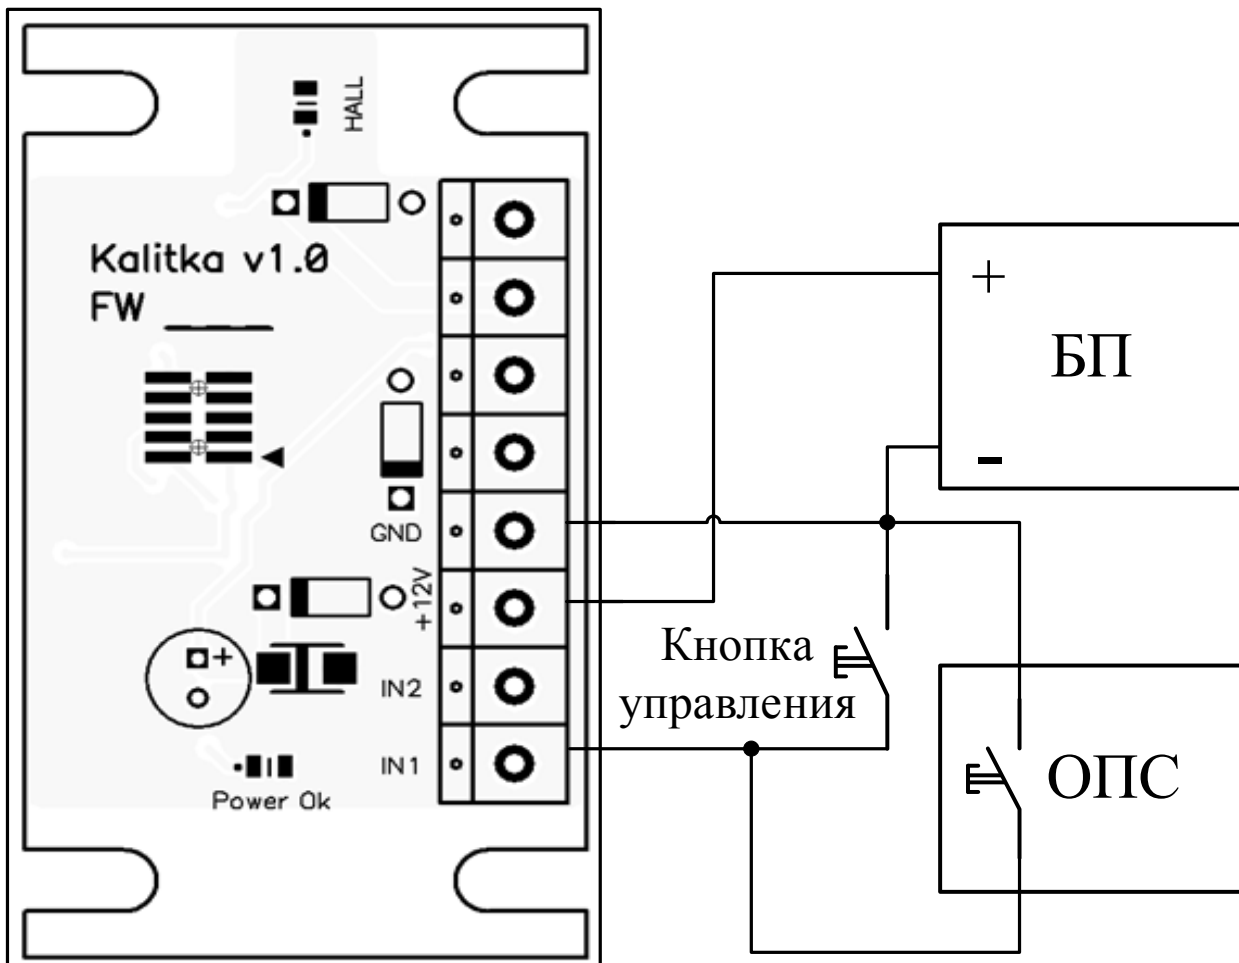 HALL
Kalitka v1.0
FW
+
БП
-
GND
+12V
Кнопка
управления
+
IN2
IN1
ОПС
Power Ok